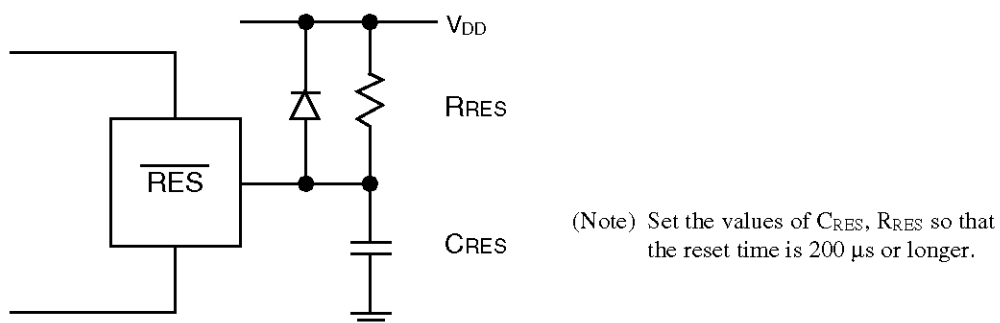 VDD
RRES
RES
CRES
(Note) Set the values of CRES, RRES so that
the reset time is 200 µs or longer.